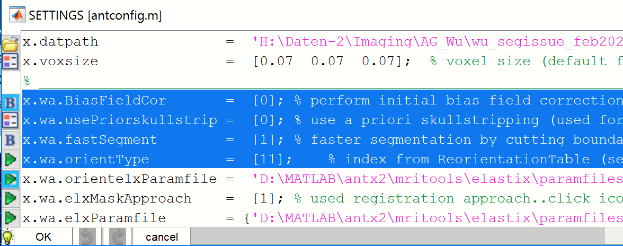 SETTINGS [antconfig.m]
x.datpath = 'H:\Daten-2\Imaging\AG_Wu\wu_segissue_feb202
x.voxsize = [0.07 0.07 0.07]; % voxel size (default f
%
x.wa.BiasFieldCor = [0]; % perform initial bias field correction
x.wa.usePriorskullstrip = [0]; % use a priori skullstripping (used for
x.wa.fastSegment = [1]; % faster segmentation by cutting bounda
x.wa.orientType = [11]; % index from ReorientationTable (se
x.wa.orientelxParamfile = 'D:\MATLAB\antx2\mritools\elastix\paramfiles
x.wa.elxMaskApproach = [1]; % used registration approach..click ico
x.wa.elxParamfile = {'D:\MATLAB\antx2\mritools\elastix\paramfiles
OK cancel